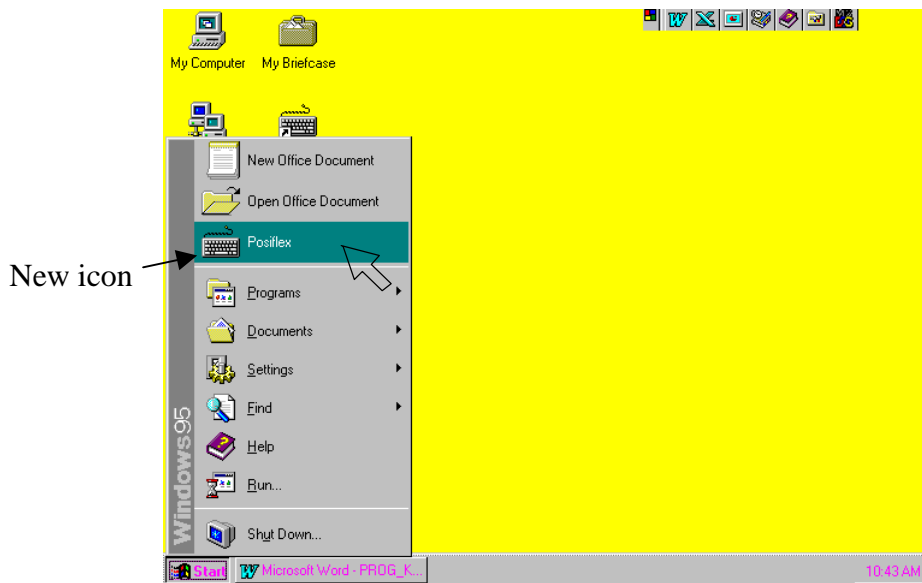 My Computer
My Briefcase
New Office Document
Open Office Document
Posiflex
New icon
Programs
Documents
Settings
Find
Help
Run...
Shut Down...
Windows95
Start
Microsoft Word - PROG_K...
10:43 AM